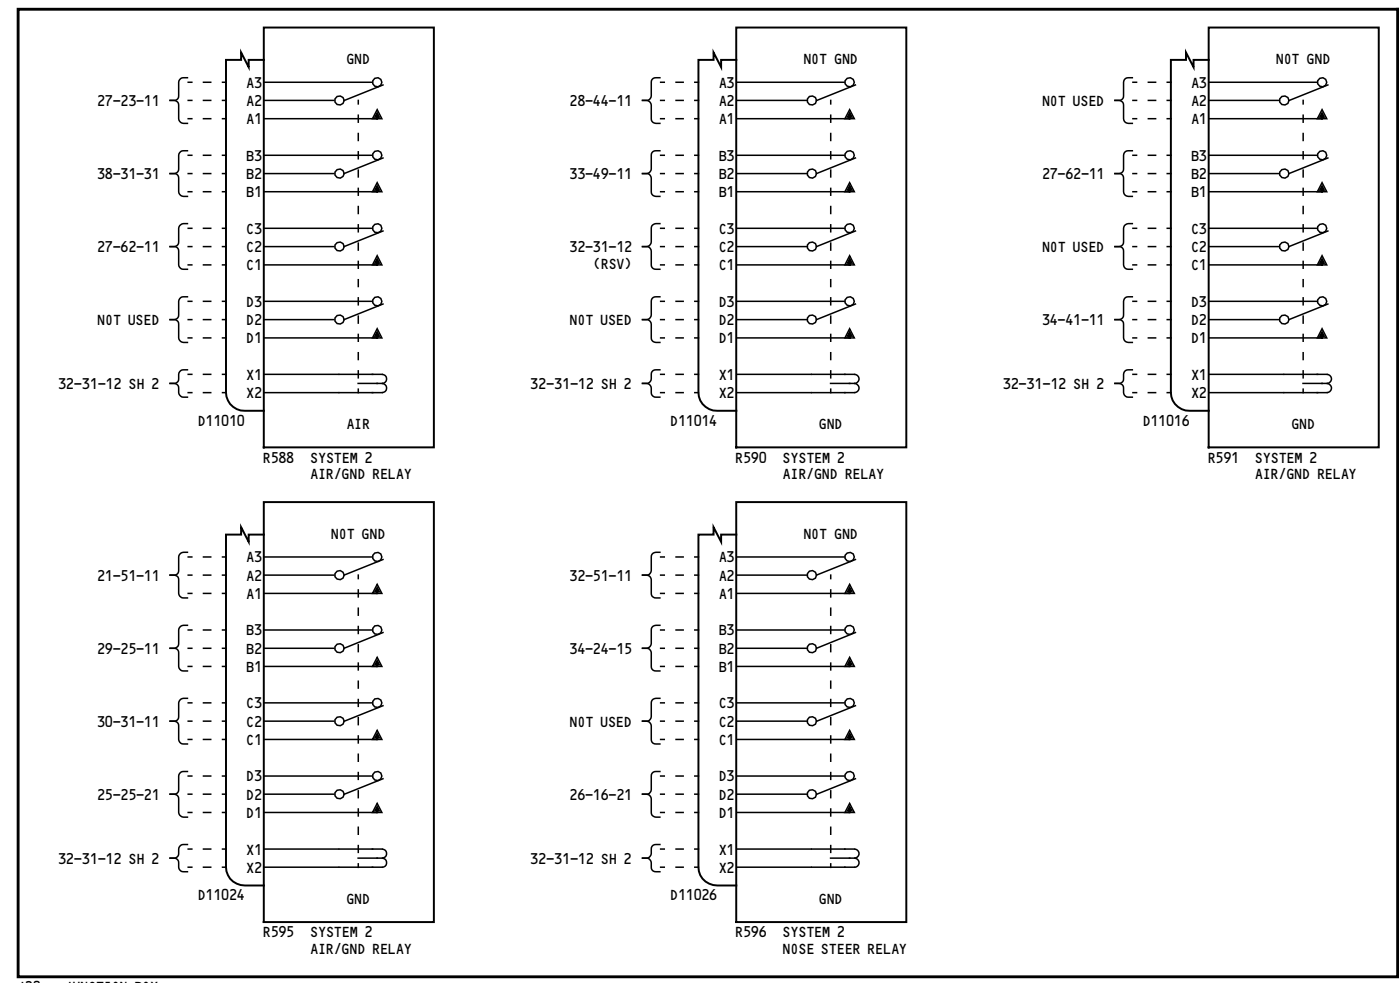 GND
27-23-11
A3
A2
A1
38-31-31
B3
B2
B1
27-62-11
C3
C2
C1
NOT USED
D3
D2
D1
32-31-12 SH 2
X1
X2
D11010
AIR
R588 SYSTEM 2
AIR/GND RELAY
NOT GND
28-44-11
A3
A2
A1
33-49-11
B3
B2
B1
32-31-12
(RSV)
C3
C2
C1
NOT USED
D3
D2
D1
32-31-12 SH 2
X1
X2
D11014
GND
R590 SYSTEM 2
AIR/GND RELAY
NOT GND
NOT USED
A3
A2
A1
27-62-11
B3
B2
B1
NOT USED
C3
C2
C1
34-41-11
D3
D2
D1
32-31-12 SH 2
X1
X2
D11016
GND
R591 SYSTEM 2
AIR/GND RELAY
NOT GND
21-51-11
A3
A2
A1
29-25-11
B3
B2
B1
30-31-11
C3
C2
C1
25-25-21
D3
D2
D1
32-31-12 SH 2
X1
X2
D11024
GND
R595 SYSTEM 2
AIR/GND RELAY
NOT GND
32-51-11
A3
A2
A1
34-24-15
B3
B2
B1
NOT USED
C3
C2
C1
26-16-21
D3
D2
D1
32-31-12 SH 2
X1
X2
D11026
GND
R596 SYSTEM 2
NOSE STEER RELAY